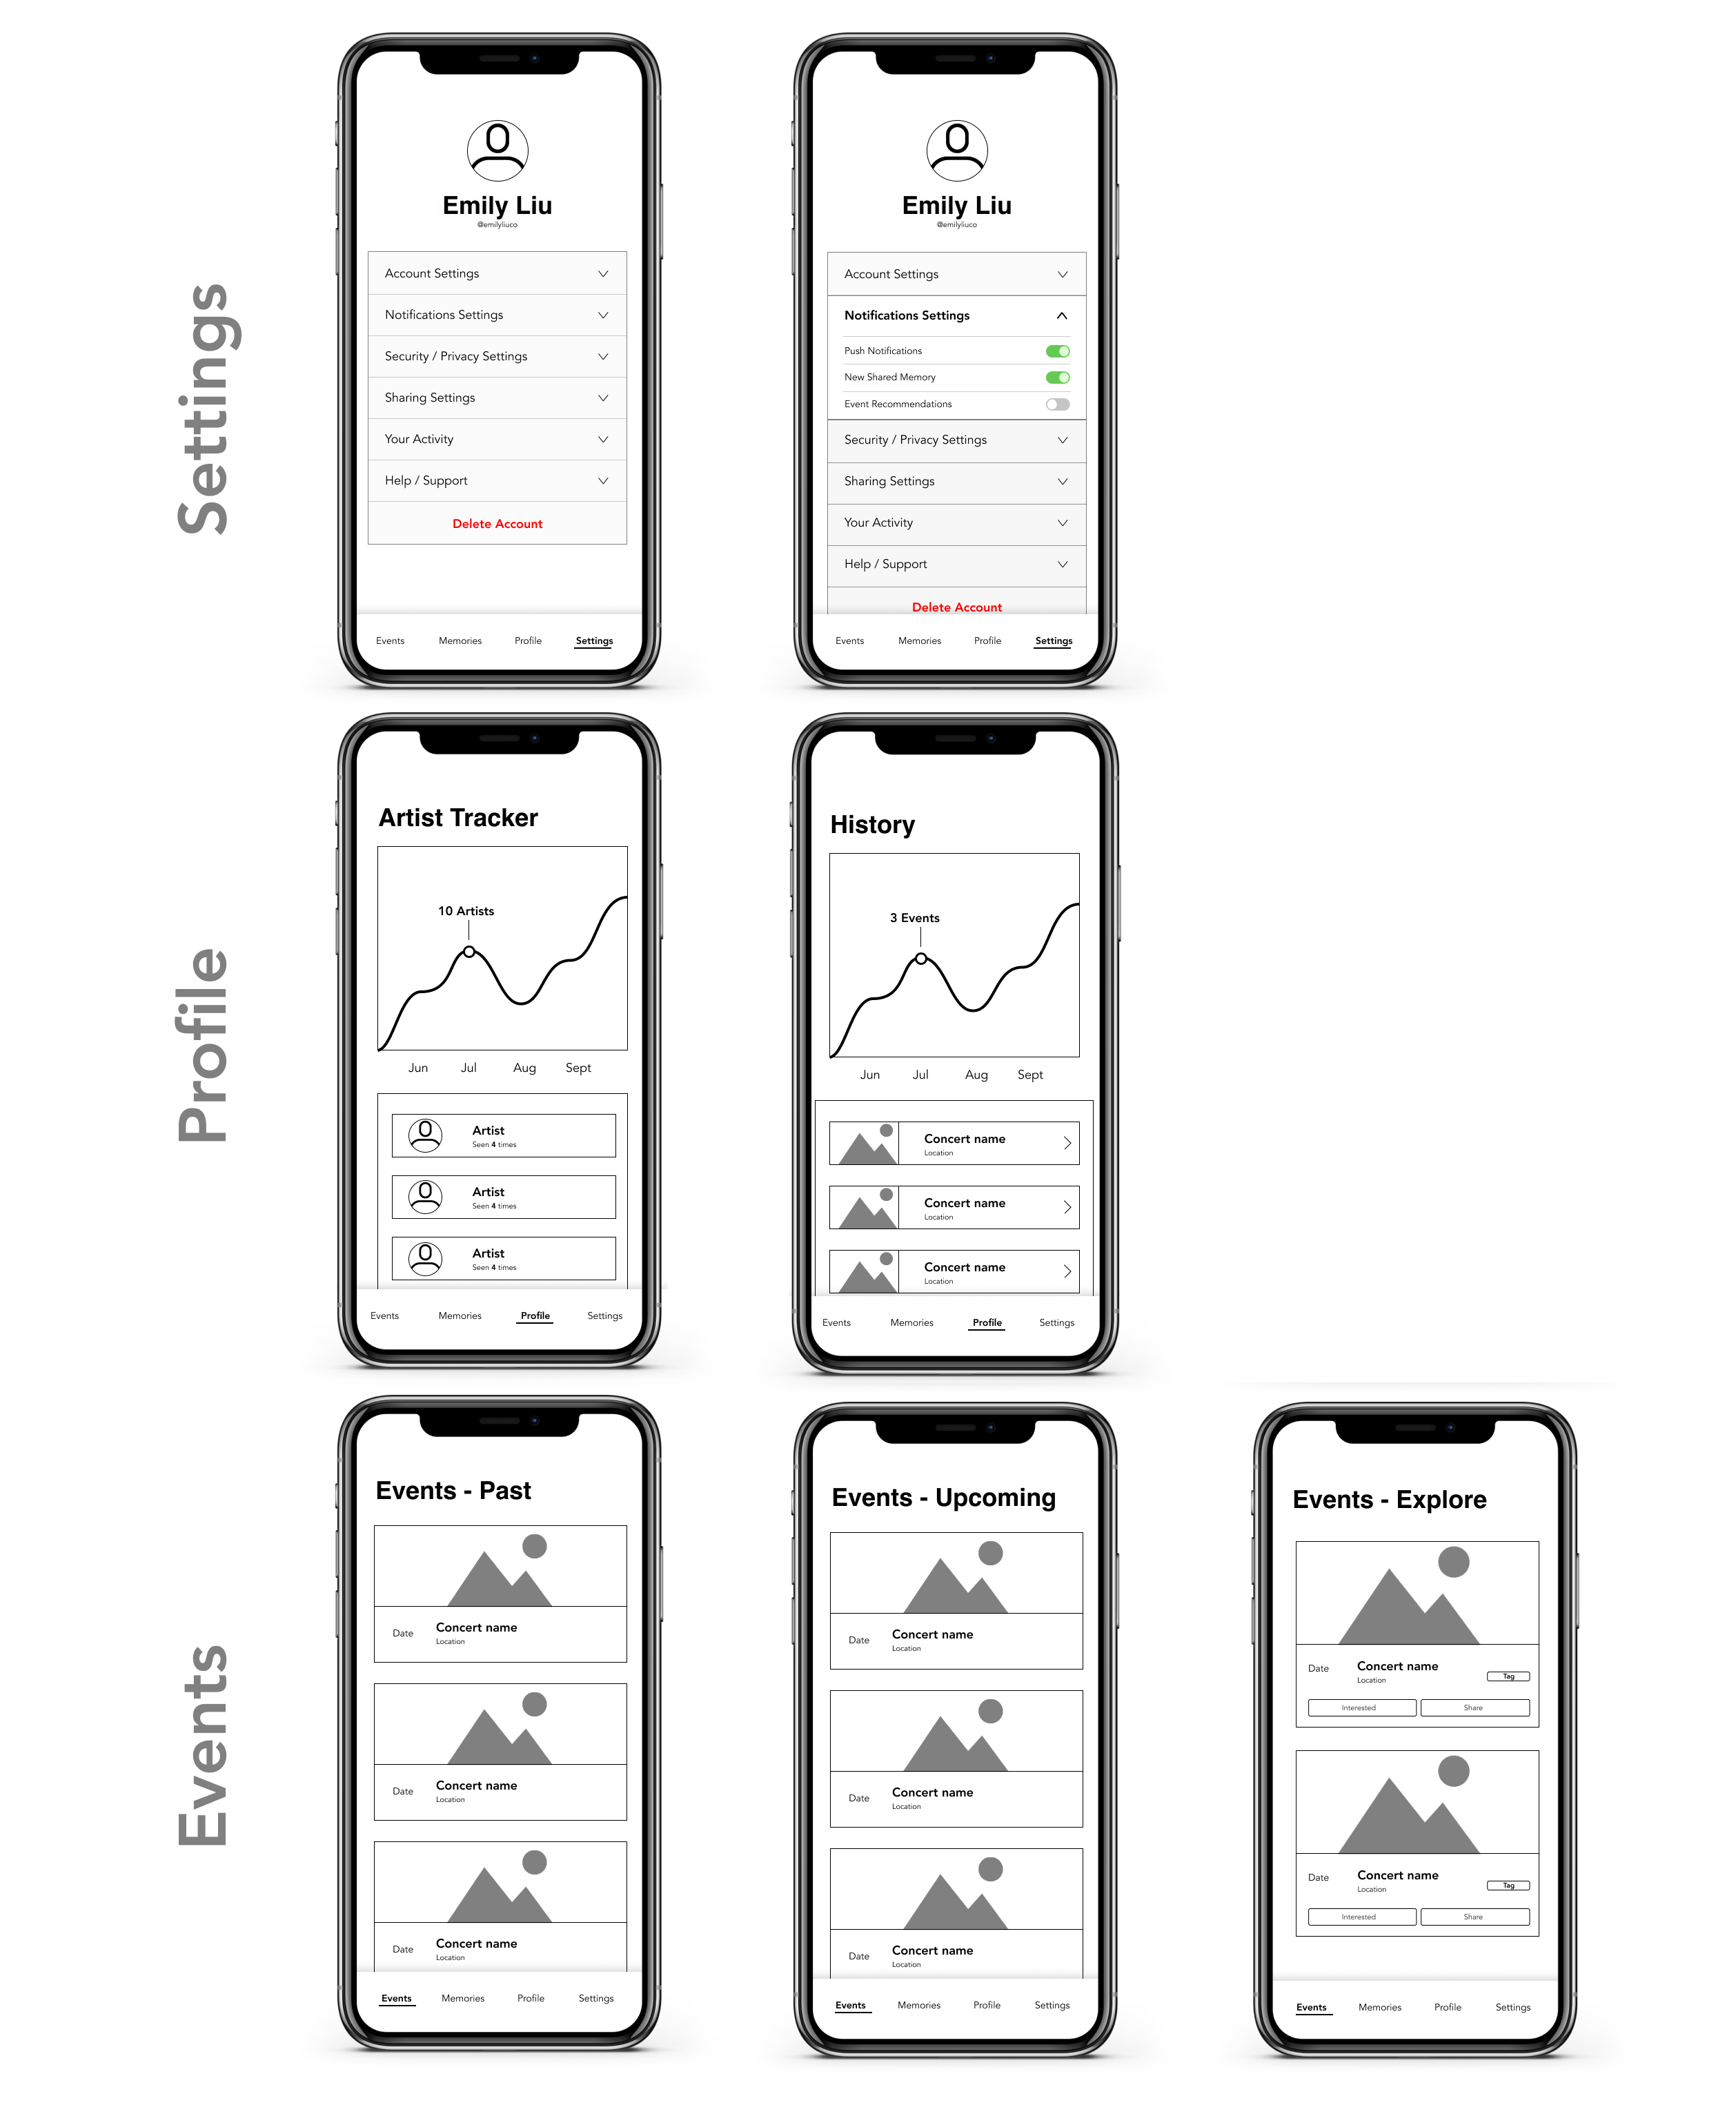 Settings
Emily Liu
@emilyliuco
Account Settings
Notifications Settings
Security / Privacy Settings
Sharing Settings
Your Activity
Help / Support
Delete Account
Events Memories Profile Settings
Emily Liu
@emilyliuco
Account Settings
Notifications Settings
Push Notifications
New Shared Memory
Event Recommendations
Security / Privacy Settings
Sharing Settings
Your Activity
Help / Support
Delete Account
Events Memories Profile Settings
Profile
Artist Tracker
10 Artists
Jun Jul Aug Sept
Artist
Seen 4 times
Artist
Seen 4 times
Artist
Seen 4 times
Events Memories Profile Settings
History
3 Events
Jun Jul Aug Sept
Concert name
Location
Concert name
Location
Concert name
Location
Events Memories Profile Settings
Events
Events - Past
Date Concert name
Location
Date Concert name
Location
Date Concert name
Location
Events Memories Profile Settings
Events - Upcoming
Date Concert name
Location
Date Concert name
Location
Date Concert name
Location
Events Memories Profile Settings
Events - Explore
Date Concert name
Location
Tag
Interested Share
Date Concert name
Location
Tag
Interested Share
Events Memories Profile Settings